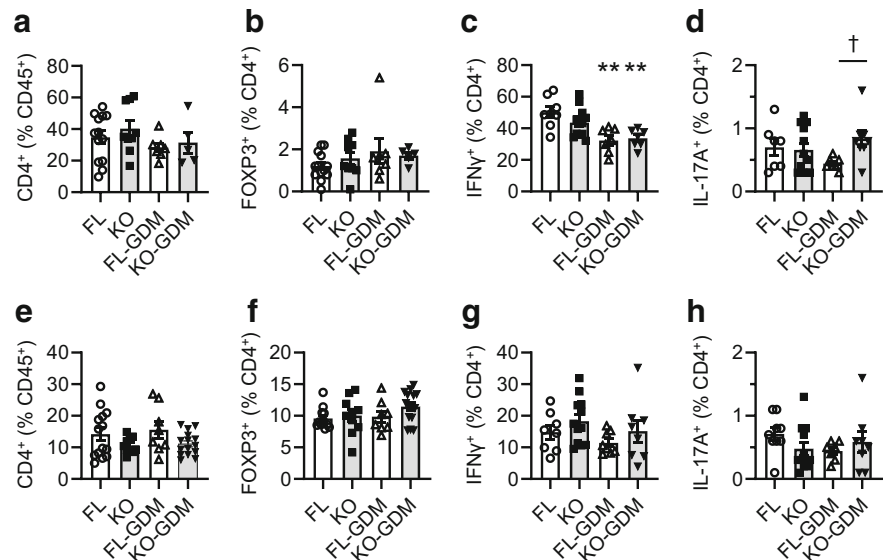 a
CD4⁺ (% CD45⁺)
80
60
40
20
0
FL
KO
FL-GDM
KO-GDM
b
FOXP3⁺ (% CD4⁺)
6
4
2
0
FL
KO
FL-GDM
KO-GDM
c
IFNγ⁺ (% CD4⁺)
80
60
40
20
0
** **
FL
KO
FL-GDM
KO-GDM
d
IL-17A⁺ (% CD4⁺)
2
1
0
†
FL
KO
FL-GDM
KO-GDM
e
CD4⁺ (% CD45⁺)
40
30
20
10
0
FL
KO
FL-GDM
KO-GDM
f
FOXP3⁺ (% CD4⁺)
20
15
10
5
0
FL
KO
FL-GDM
KO-GDM
g
IFNγ⁺ (% CD4⁺)
40
30
20
10
0
FL
KO
FL-GDM
KO-GDM
h
IL-17A⁺ (% CD4⁺)
2
1
0
FL
KO
FL-GDM
KO-GDM